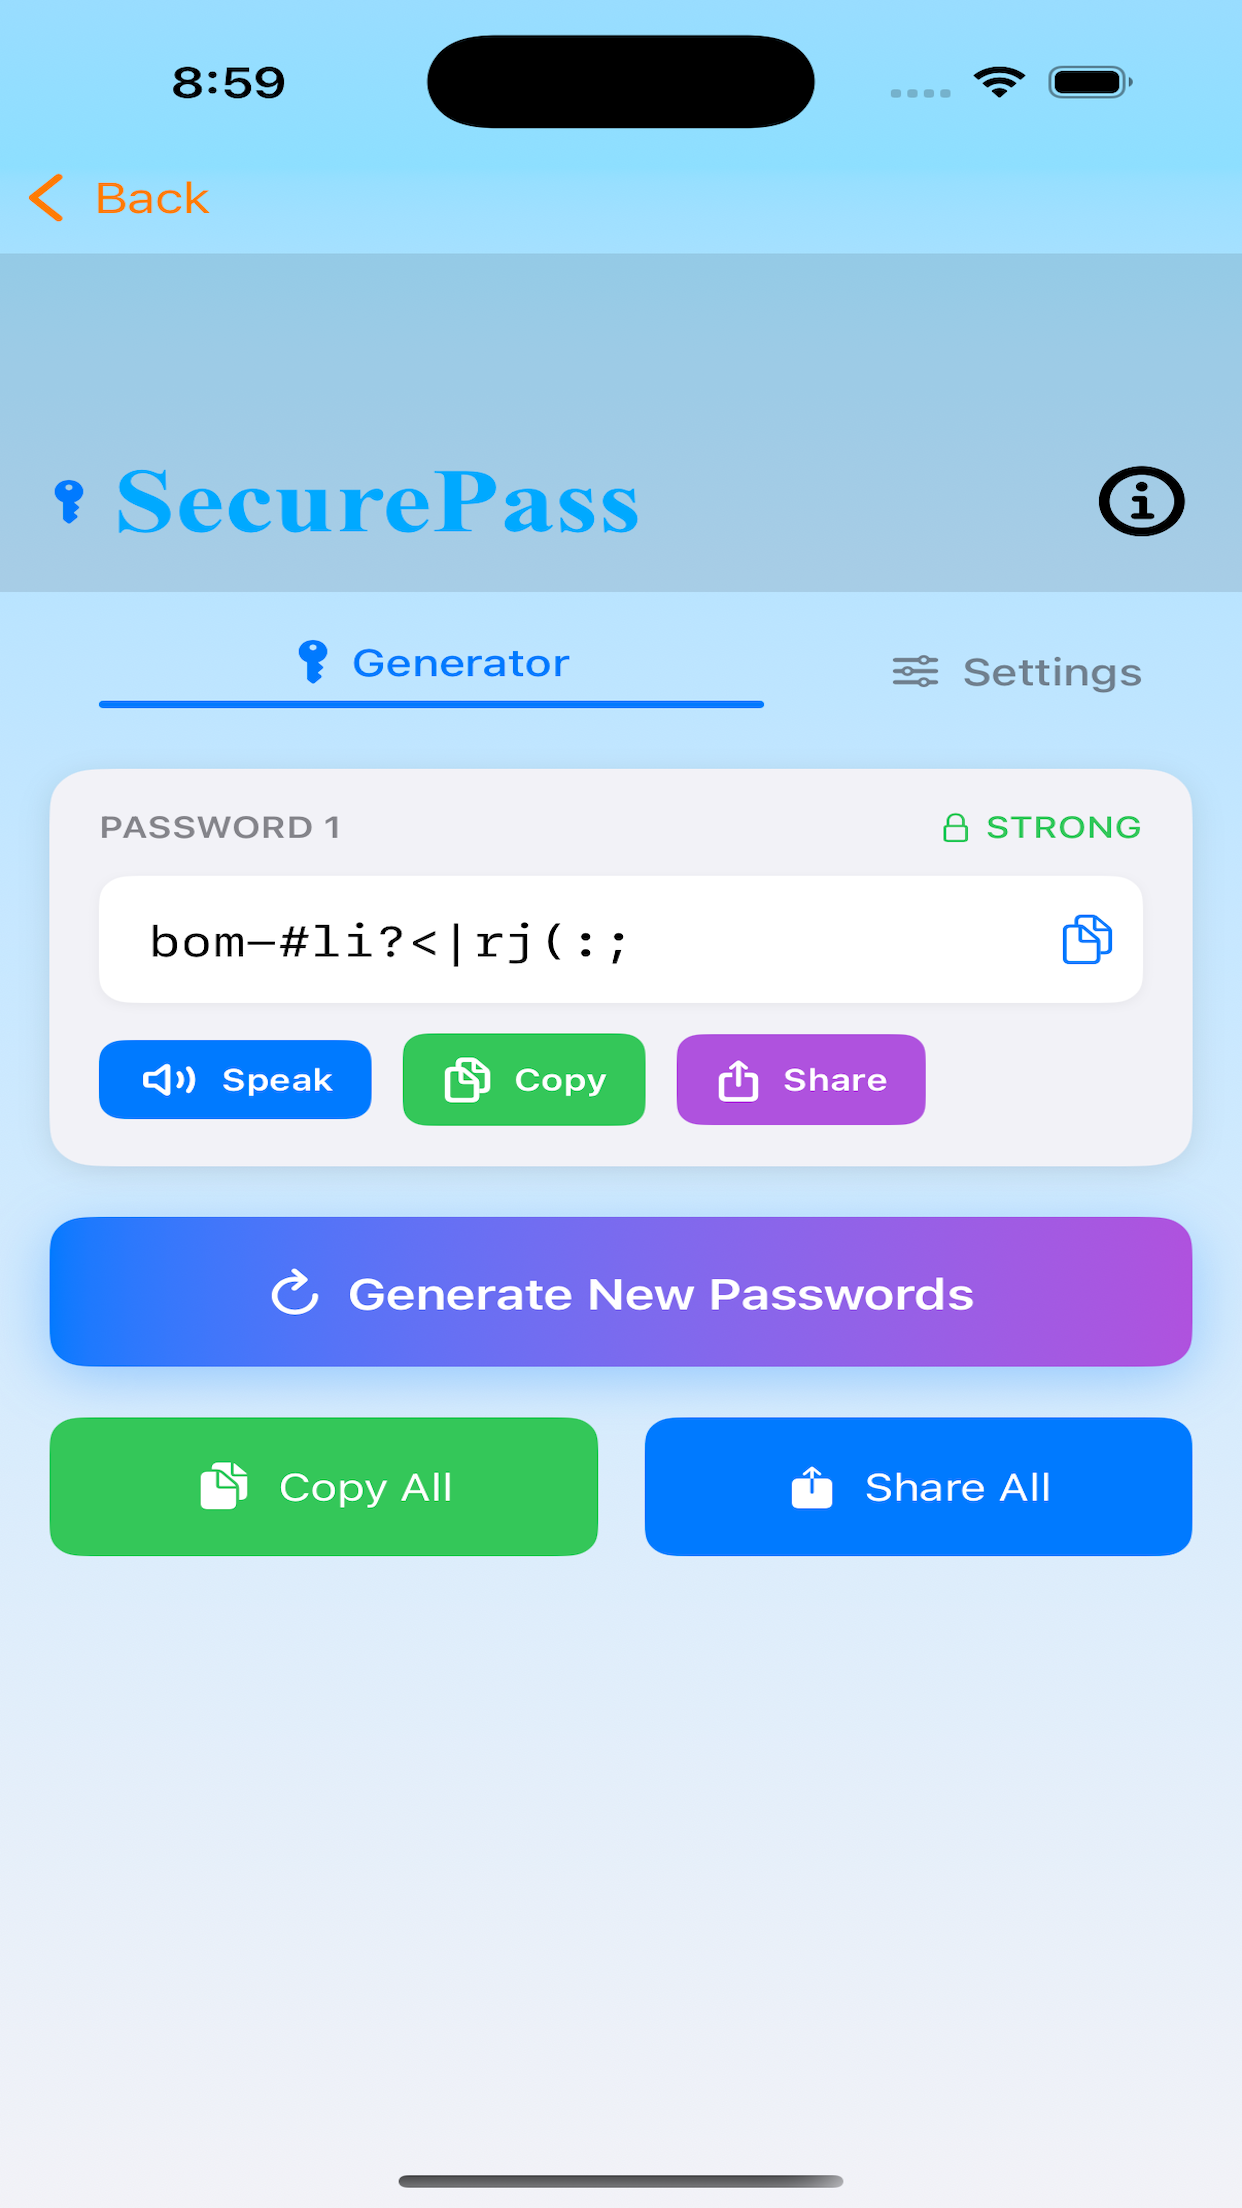 8:59
Back
SecurePass
Generator
Settings
PASSWORD 1
STRONG
bom–#li?<|rj(:;
Speak
Copy
Share
Generate New Passwords
Copy All
Share All